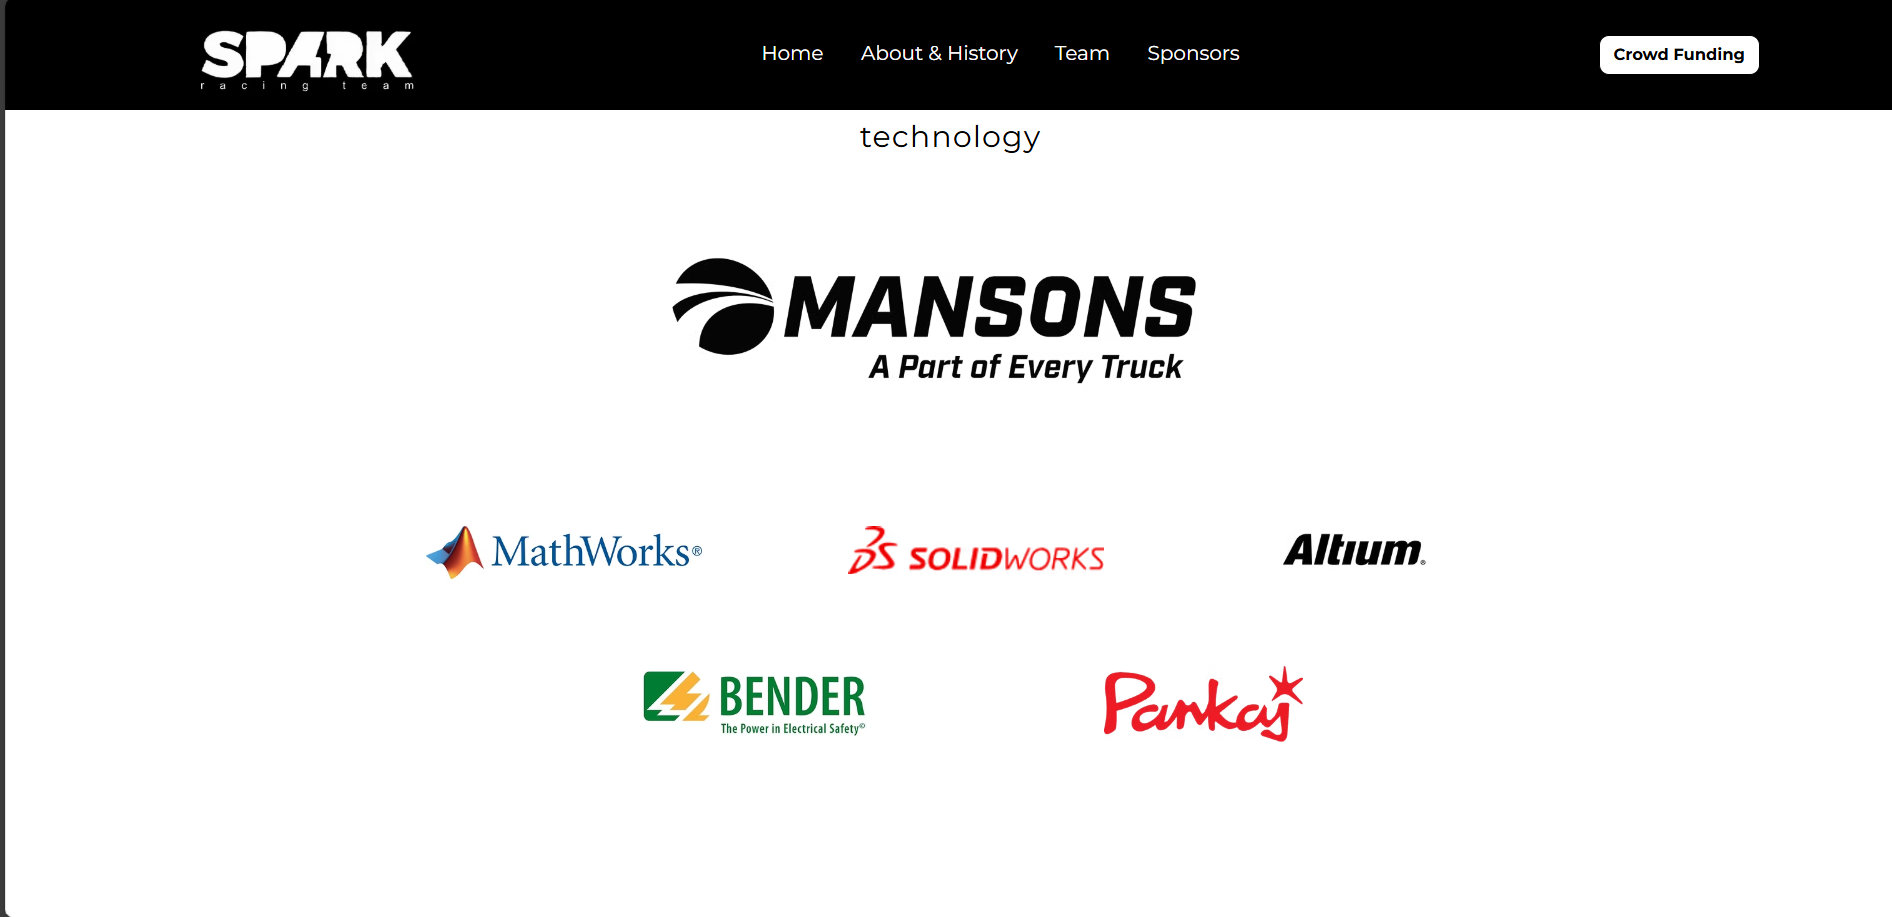 SPARK
racing team
Home About & History Team Sponsors
Crowd Funding
technology
MANSONS
A Part of Every Truck
MathWorks®
3DS SOLIDWORKS
Altium®
BENDER
The Power in Electrical Safety©
Pankaj